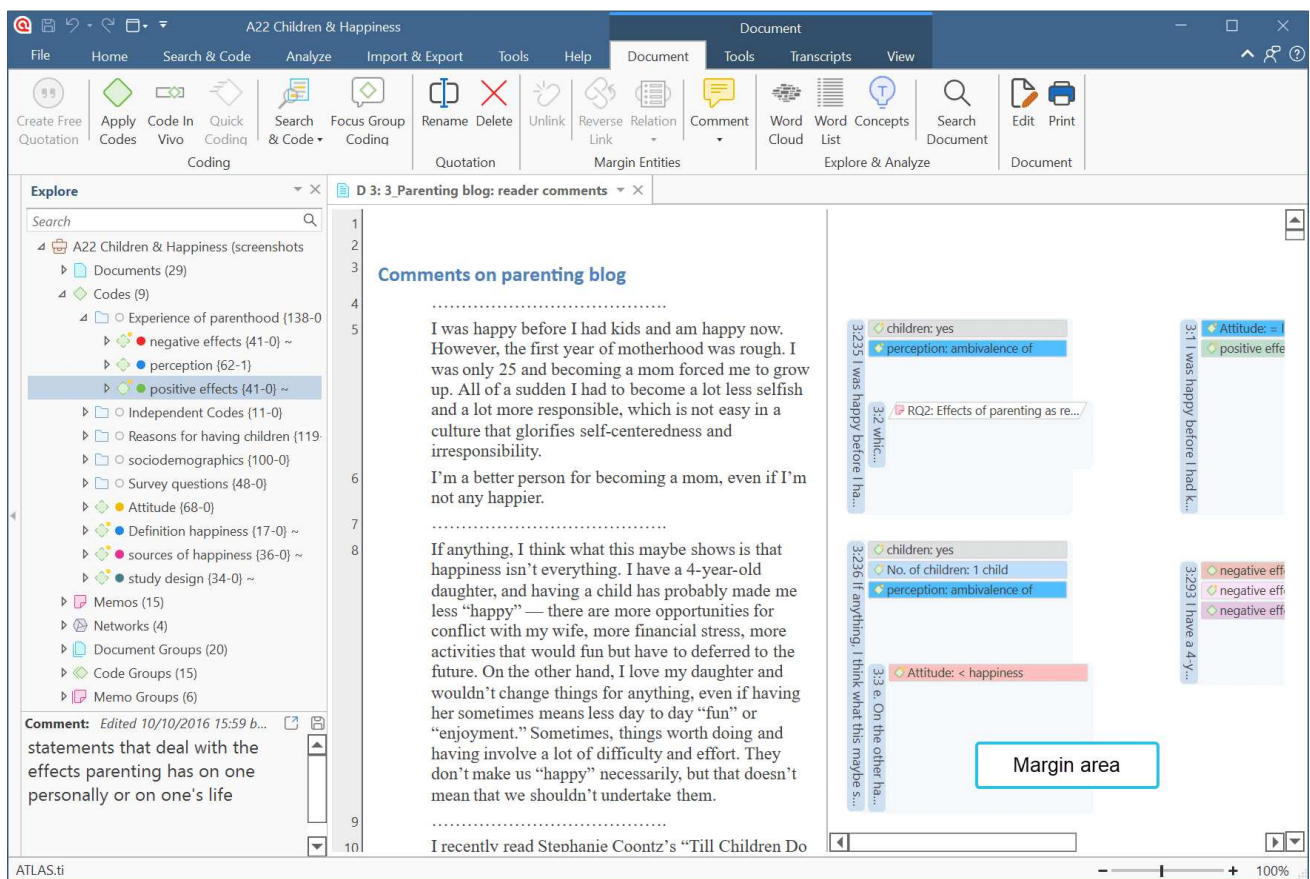 A22 Children & Happiness
Document
File Home Search & Code Analyze Import & Export Tools Help Document Tools Transcripts View
Create Free Quotation
Apply Codes
Code In Vivo
Quick Coding
Search & Code
Focus Group Coding
Rename Delete
Unlink
Reverse Link
Relation
Comment
Word Cloud
Word List
Concepts
Search Document
Edit Print
Coding
Quotation
Margin Entities
Explore & Analyze
Document
Explore
Search
A22 Children & Happiness (screenshots
Documents (29)
Codes (9)
Experience of parenthood {138-0
negative effects {41-0} ~
perception {62-1}
positive effects {41-0} ~
Independent Codes {11-0}
Reasons for having children {119-
sociodemographics {100-0}
Survey questions {48-0}
Attitude {68-0}
Definition happiness {17-0} ~
sources of happiness {36-0} ~
study design {34-0} ~
Memos (15)
Networks (4)
Document Groups (20)
Code Groups (15)
Memo Groups (6)
Comment: Edited 10/10/2016 15:59 b...
statements that deal with the
effects parenting has on one
personally or on one's life
D 3: 3_Parenting blog: reader comments
1
2
3 Comments on parenting blog
4 ........................................
5 I was happy before I had kids and am happy now.
However, the first year of motherhood was rough. I
was only 25 and becoming a mom forced me to grow
up. All of a sudden I had to become a lot less selfish
and a lot more responsible, which is not easy in a
culture that glorifies self-centeredness and
irresponsibility.
6 I’m a better person for becoming a mom, even if I’m
not any happier.
7 ........................................
8 If anything, I think what this maybe shows is that
happiness isn’t everything. I have a 4-year-old
daughter, and having a child has probably made me
less “happy” — there are more opportunities for
conflict with my wife, more financial stress, more
activities that would fun but have to deferred to the
future. On the other hand, I love my daughter and
wouldn’t change things for anything, even if having
her sometimes means less day to day “fun” or
“enjoyment.” Sometimes, things worth doing and
having involve a lot of difficulty and effort. They
don’t make us “happy” necessarily, but that doesn’t
mean that we shouldn’t undertake them.
9 ........................................
10 I recently read Stephanie Coontz’s “Till Children Do
3:235 I was happy before I ha...
children: yes
perception: ambivalence of
3:2 whic...
RQ2: Effects of parenting as re...
3:1 I was happy before I had k...
Attitude: = l
positive effe
3:236 If anything, I think what this maybe s...
children: yes
No. of children: 1 child
perception: ambivalence of
3:3 e. On the other ha...
Attitude: < happiness
3:293 I have a 4-y...
negative eff
negative eff
negative eff
Margin area
ATLAS.ti
100%